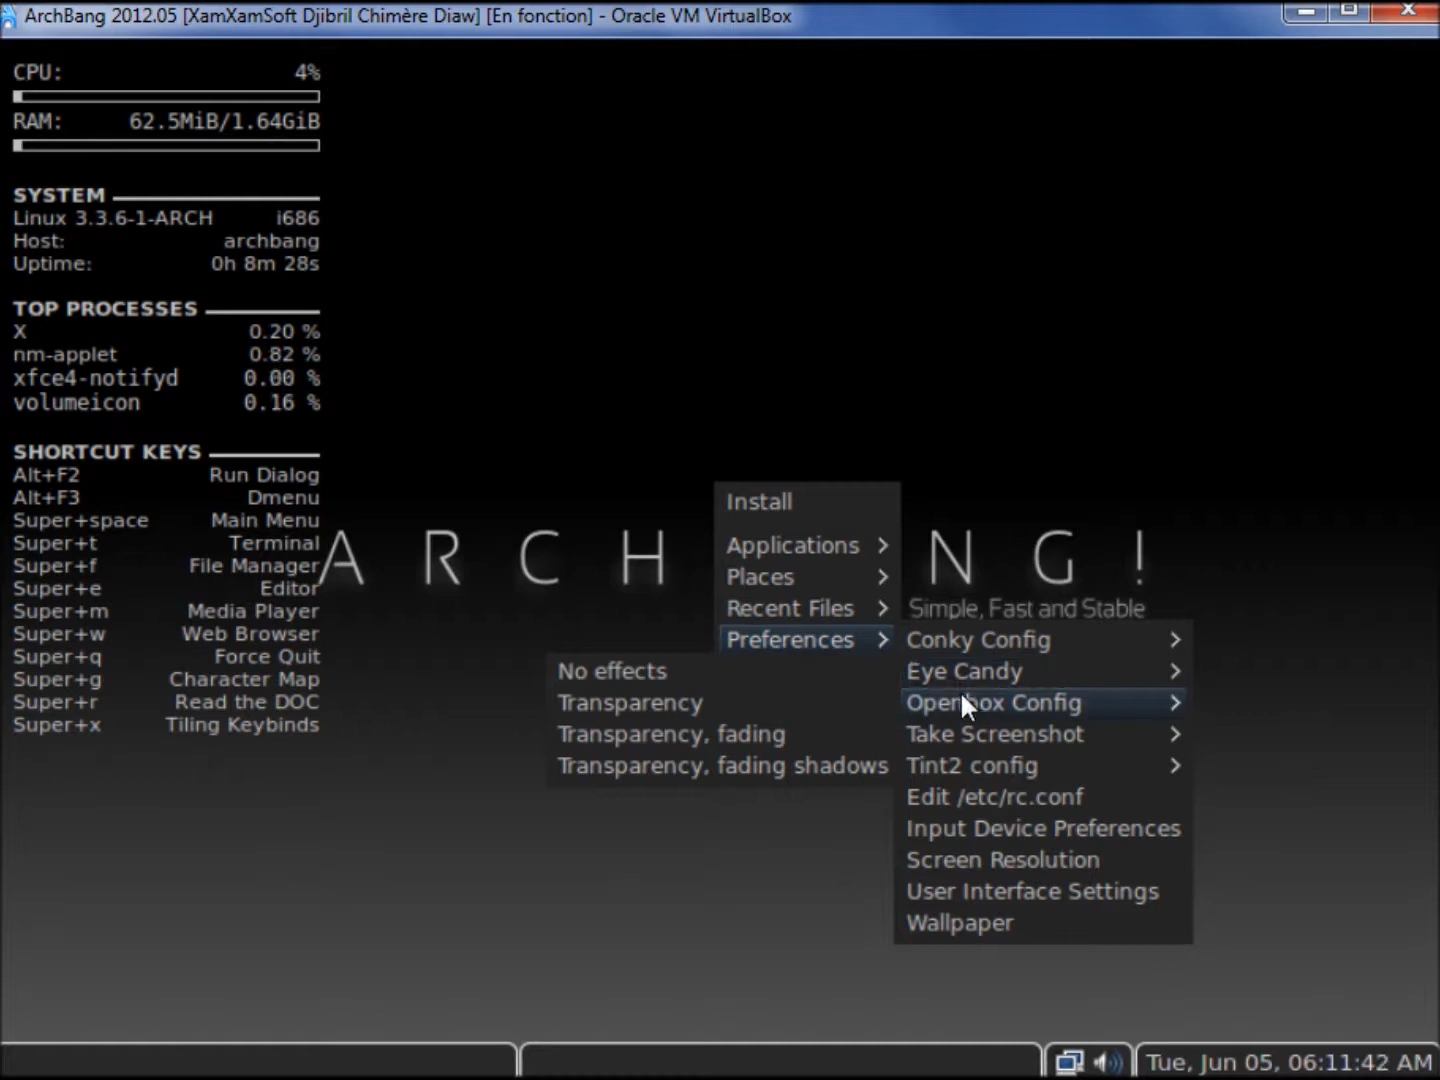 ArchBang 2012.05 [XamXamSoft Djibril Chimère Diaw] [En fonction] - Oracle VM VirtualBox
CPU: 4%
RAM: 62.5MiB/1.64GiB
SYSTEM
Linux 3.3.6-1-ARCH i686
Host: archbang
Uptime: 0h 8m 28s
TOP PROCESSES
X 0.20 %
nm-applet 0.82 %
xfce4-notifyd 0.00 %
volumeicon 0.16 %
SHORTCUT KEYS
Alt+F2 Run Dialog
Alt+F3 Dmenu
Super+space Main Menu
Super+t Terminal
Super+f File Manager
Super+e Editor
Super+m Media Player
Super+w Web Browser
Super+q Force Quit
Super+g Character Map
Super+r Read the DOC
Super+x Tiling Keybinds
ARCH NG!
Simple, Fast and Stable
Install
Applications >
Places >
Recent Files >
Preferences >
Conky Config >
Eye Candy >
Openbox Config >
Take Screenshot >
Tint2 config >
Edit /etc/rc.conf
Input Device Preferences
Screen Resolution
User Interface Settings
Wallpaper
No effects
Transparency
Transparency, fading
Transparency, fading shadows
Tue, Jun 05, 06:11:42 AM